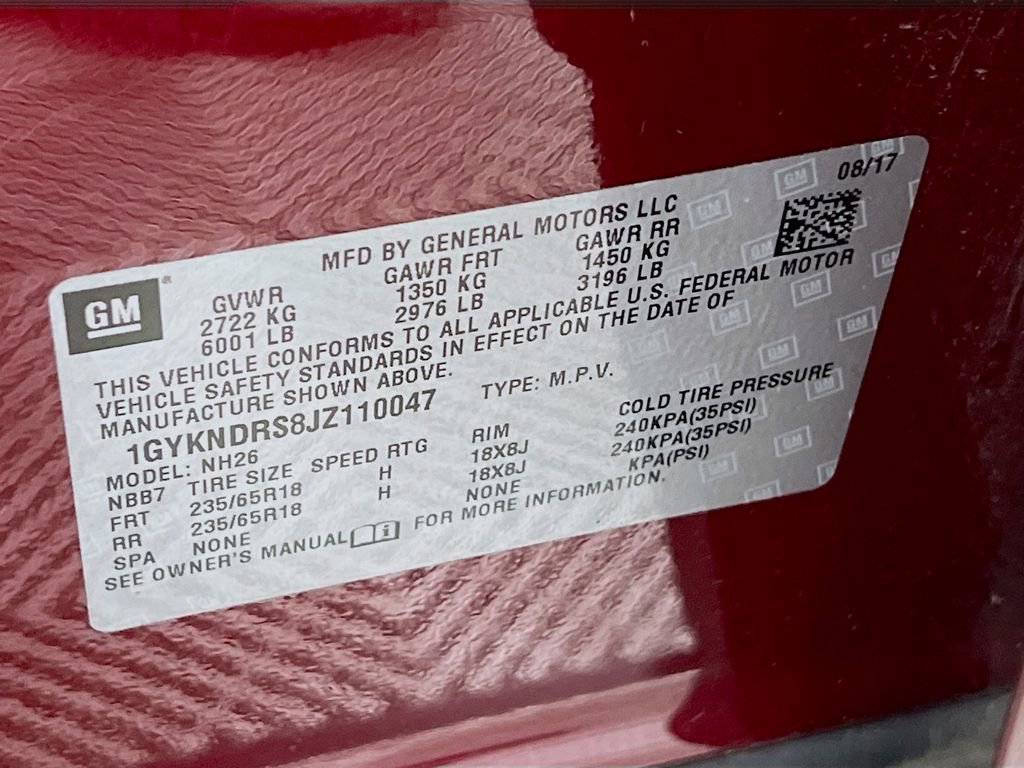 08/17
MFD BY GENERAL MOTORS LLC
GM®
GVWR GAWR FRT GAWR RR
2722 KG 1350 KG 1450 KG
6001 LB 2976 LB 3196 LB
THIS VEHICLE CONFORMS TO ALL APPLICABLE U.S. FEDERAL MOTOR
VEHICLE SAFETY STANDARDS IN EFFECT ON THE DATE OF
MANUFACTURE SHOWN ABOVE.
1GYKNDRS8JZ110047 TYPE: M.P.V.
MODEL: NH26
NBB7 TIRE SIZE SPEED RTG RIM COLD TIRE PRESSURE
FRT 235/65R18 H 18X8J 240KPA(35PSI)
RR 235/65R18 H 18X8J 240KPA(35PSI)
SPA NONE NONE KPA(PSI)
SEE OWNER'S MANUAL i FOR MORE INFORMATION.